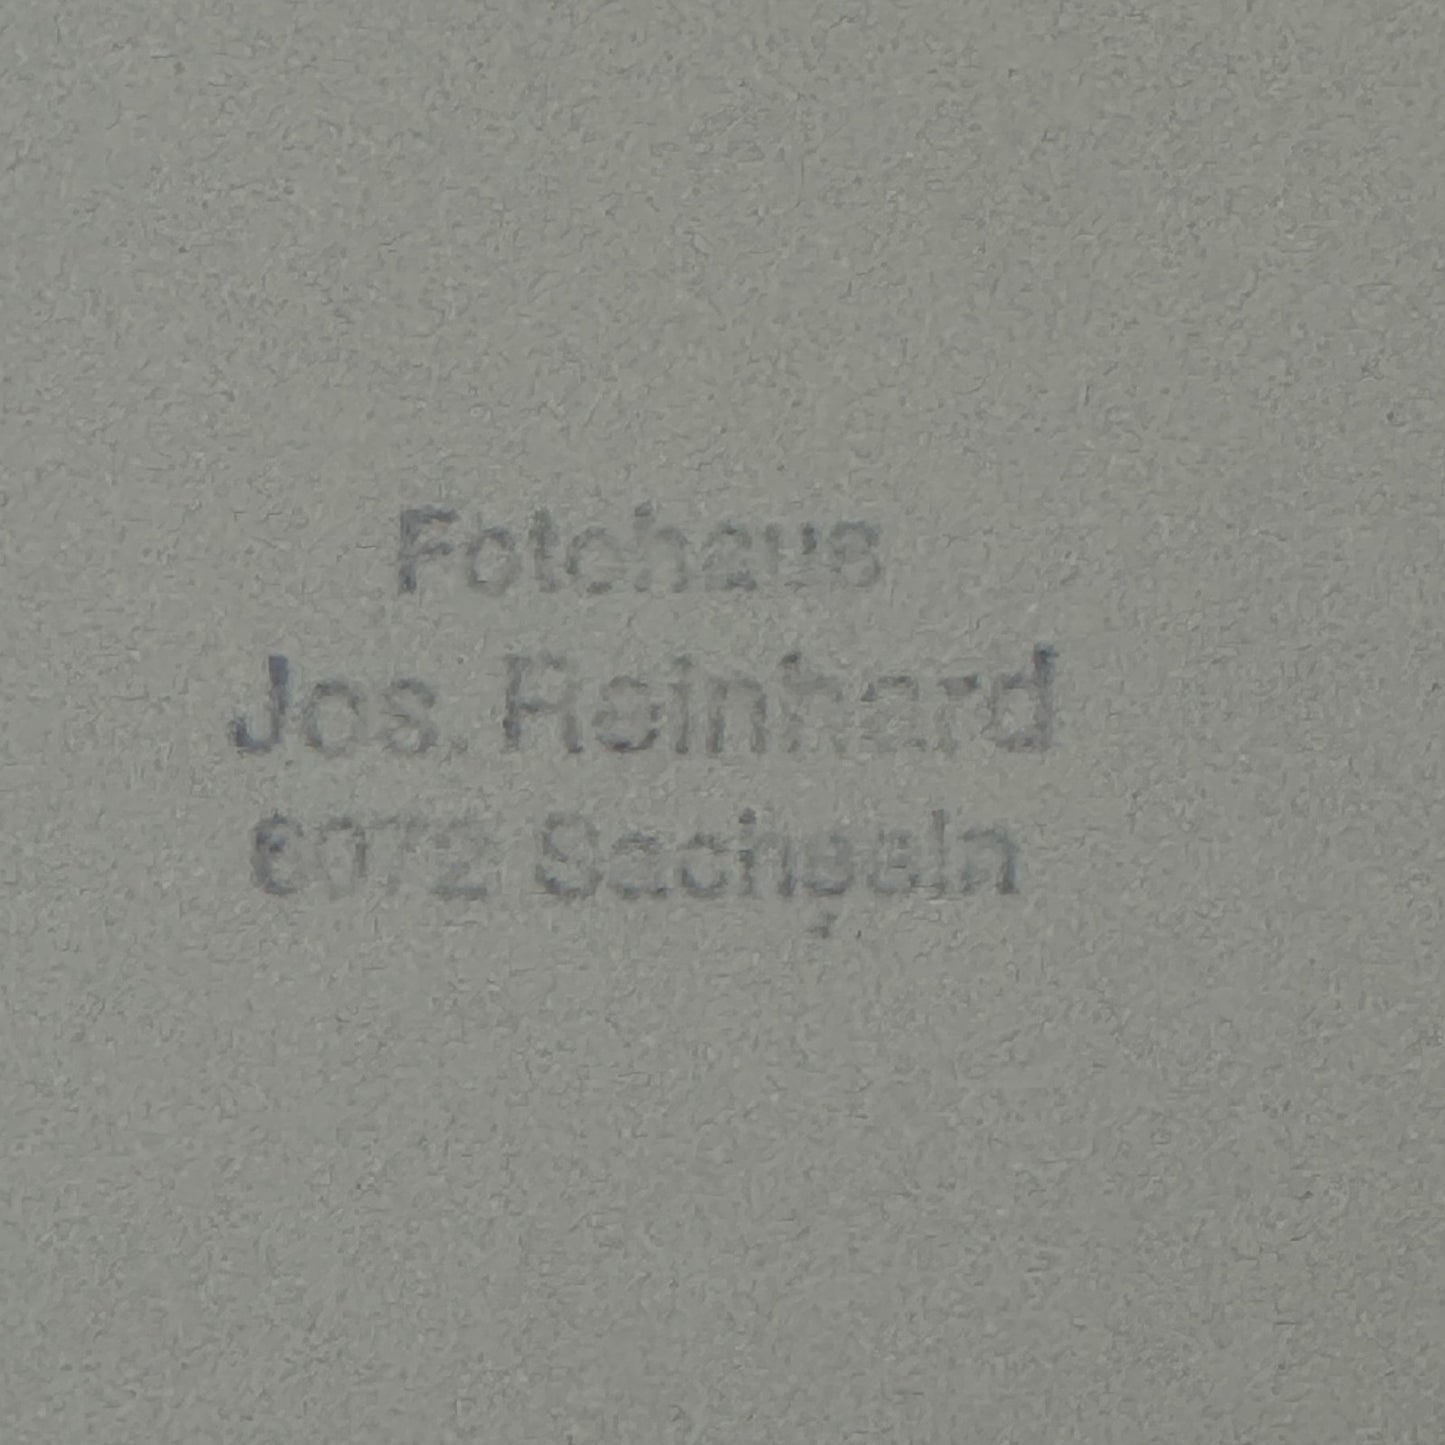 Fotohaus
Jos. Reinhard
6072 Sachseln